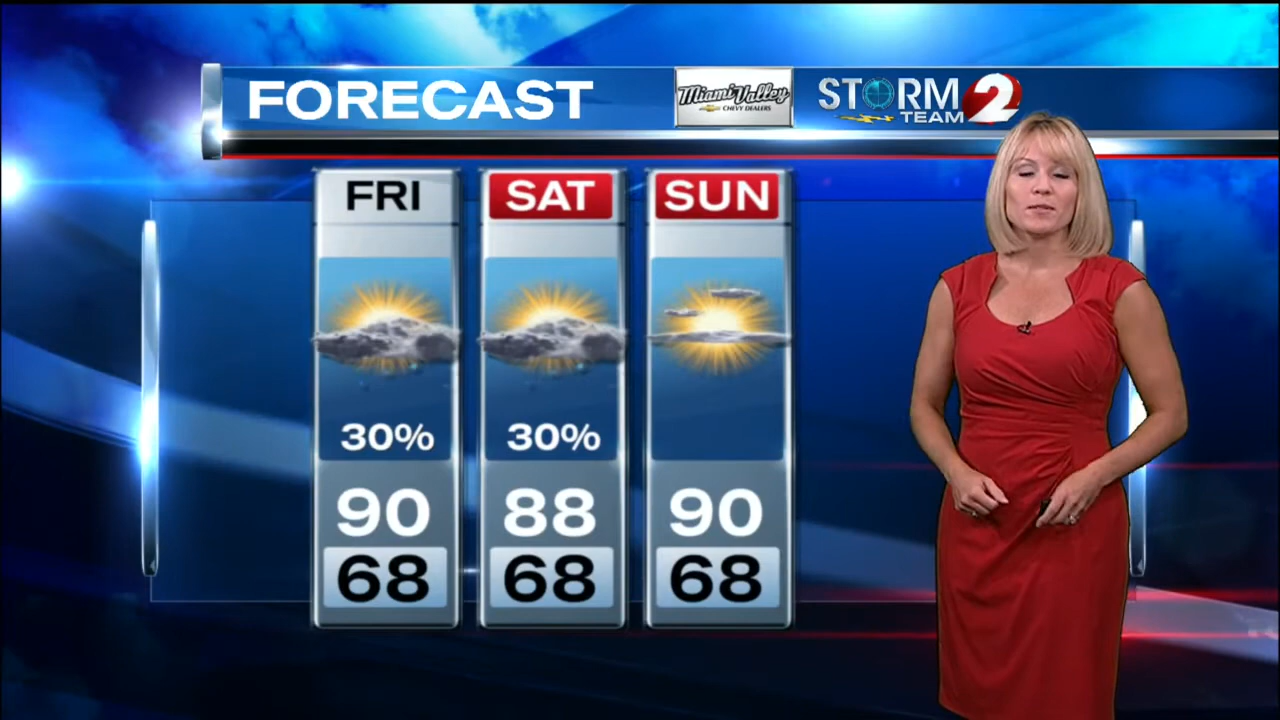 FORECAST
Miami Valley
CHEVY DEALERS
STORM
TEAM 2
FRI SAT SUN
30% 30%
90 88 90
68 68 68